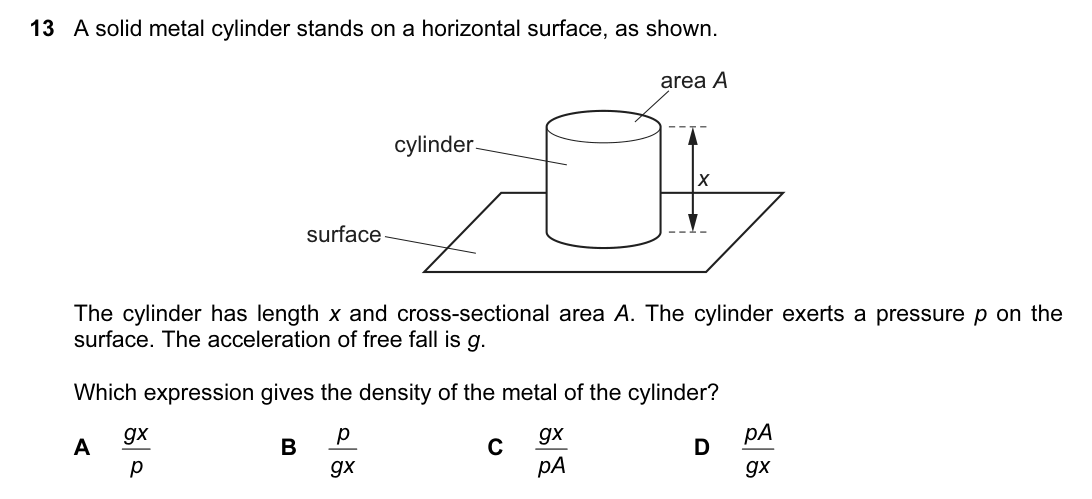 13 A solid metal cylinder stands on a horizontal surface, as shown.
area A
cylinder
x
surface
The cylinder has length x and cross-sectional area A. The cylinder exerts a pressure p on the
surface. The acceleration of free fall is g.
Which expression gives the density of the metal of the cylinder?
A gx/p B p/gx C gx/pA D pA/gx